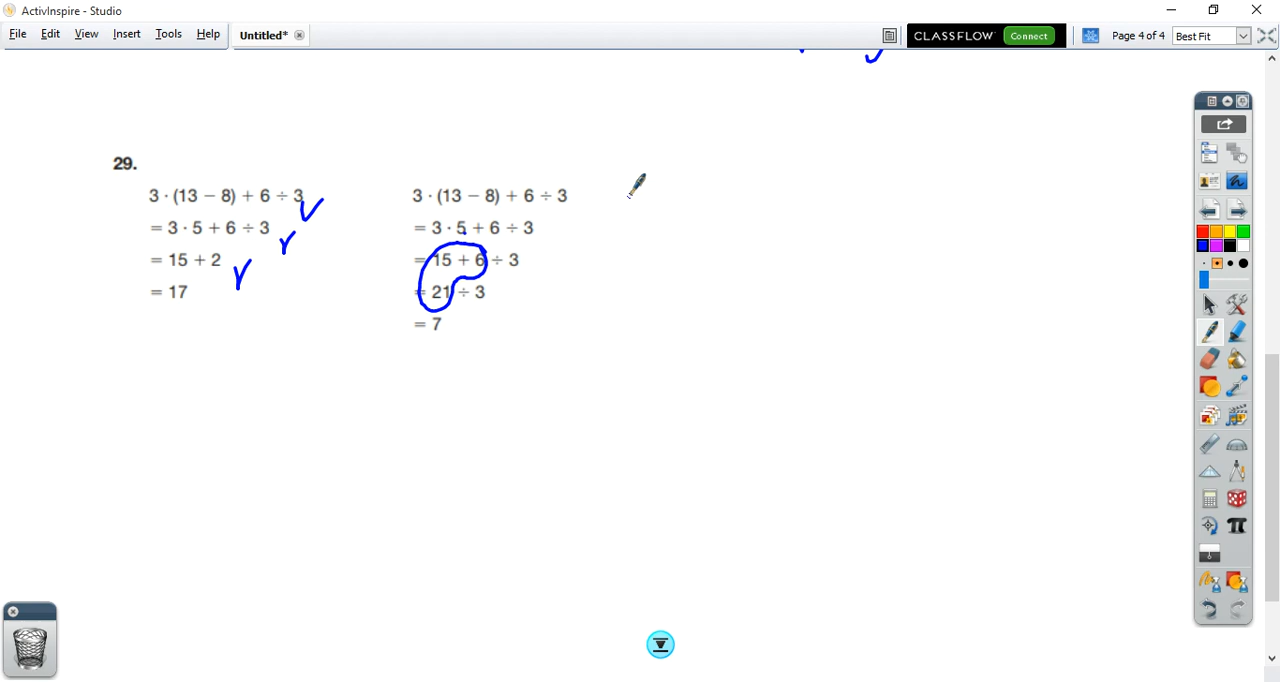 ActivInspire - Studio
File Edit View Insert Tools Help Untitled* CLASSFLOW Connect Page 4 of 4 Best Fit
29.
3 · (13 − 8) + 6 ÷ 3
= 3 · 5 + 6 ÷ 3
= 15 + 2
= 17
3 · (13 − 8) + 6 ÷ 3
= 3 · 5 + 6 ÷ 3
= 15 + 6 ÷ 3
= 21 ÷ 3
= 7